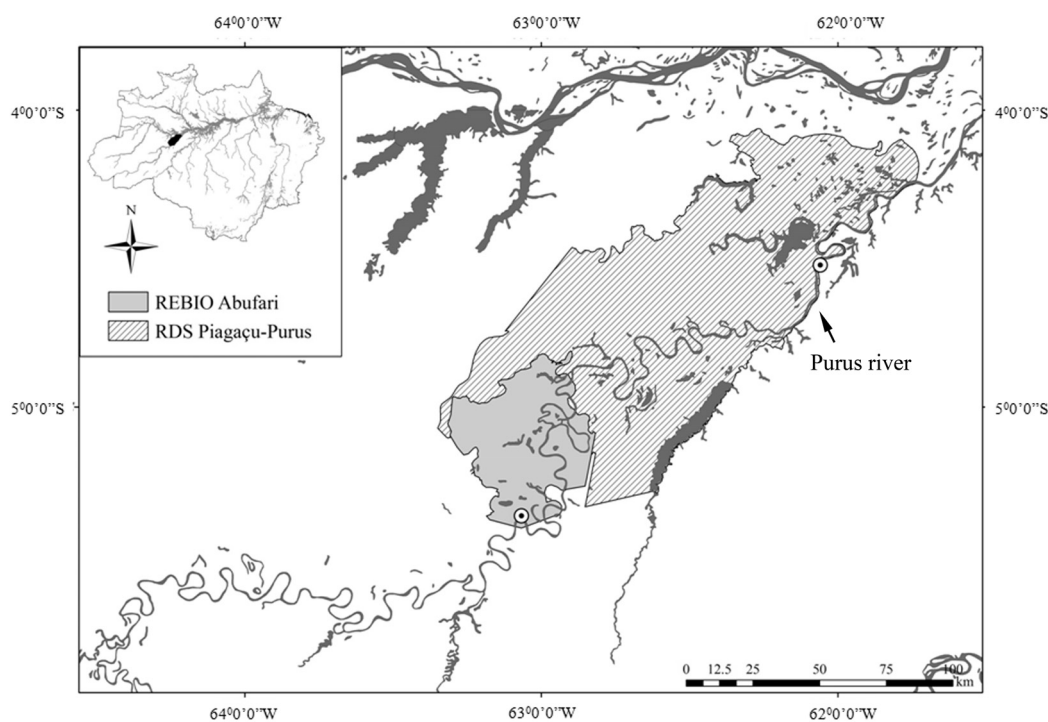 64°0'0"W 63°0'0"W 62°0'0"W
4°0'0"S 4°0'0"S
N
REBIO Abufari
RDS Piagaçu-Purus
Purus river
5°0'0"S 5°0'0"S
0 12.5 25 50 75 100
km
64°0'0"W 63°0'0"W 62°0'0"W